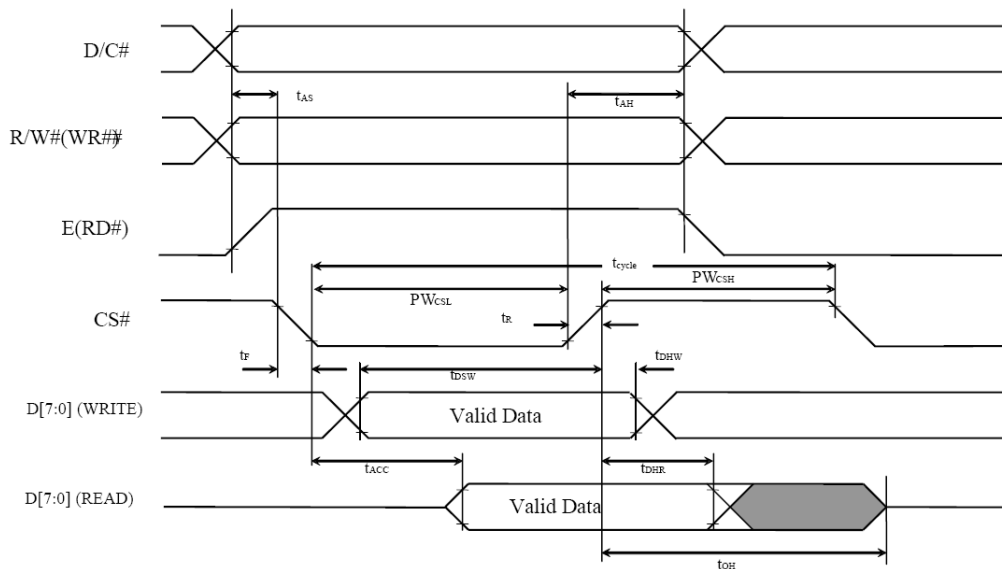 D/C#
tAS
tAH
R/W#(WR##)
E(RD#)
tcycle
PWCSL
PWCSH
CS#
tR
tF
tDSW
tDHW
D[7:0] (WRITE)
Valid Data
tACC
tDHR
D[7:0] (READ)
Valid Data
tOH